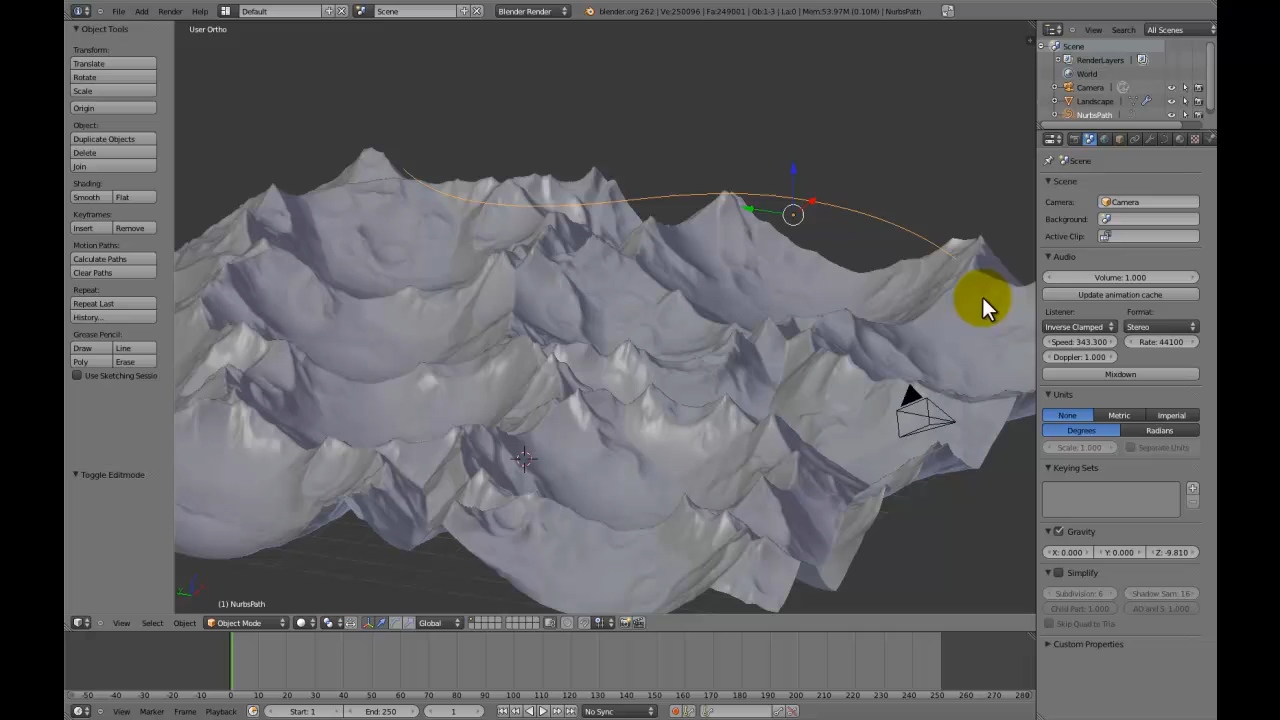 File Add Render Help Default Scene Blender Render blender.org 262 | Ve:250096 | Fa:249001 | Ob:1-3 | La:0 | Mem:53.97M (0.10M) | NurbsPath
Object Tools
Transform:
Translate
Rotate
Scale
Origin
Object:
Duplicate Objects
Delete
Join
Shading:
Smooth Flat
Keyframes:
Insert Remove
Motion Paths:
Calculate Paths
Clear Paths
Repeat:
Repeat Last
History...
Grease Pencil:
Draw Line
Poly Erase
Use Sketching Sessio
Toggle Editmode
User Ortho
(1) NurbsPath
View Select Object Object Mode Global
View Search All Scenes
Scene
RenderLayers
World
Camera
Landscape
NurbsPath
Scene
Scene
Camera: Camera
Background:
Active Clip:
Audio
Volume: 1.000
Update animation cache
Listener: Format:
Inverse Clamped Stereo
Speed: 343.300 Rate: 44100
Doppler: 1.000
Mixdown
Units
None Metric Imperial
Degrees Radians
Scale: 1.000 Separate Units
Keying Sets
Gravity
X: 0.000 Y: 0.000 Z: -9.810
Simplify
Subdivision: 6 Shadow Sam: 16
Child Part: 1.000 AO and S: 1.000
Skip Quad to Tria
Custom Properties
-50 -40 -30 -20 -10 0 10 20 30 40 50 60 70 80 90 100 110 120 130 140 150 160 170 180 190 200 210 220 230 240 250 260 270 280
View Marker Frame Playback Start: 1 End: 250 1 No Sync